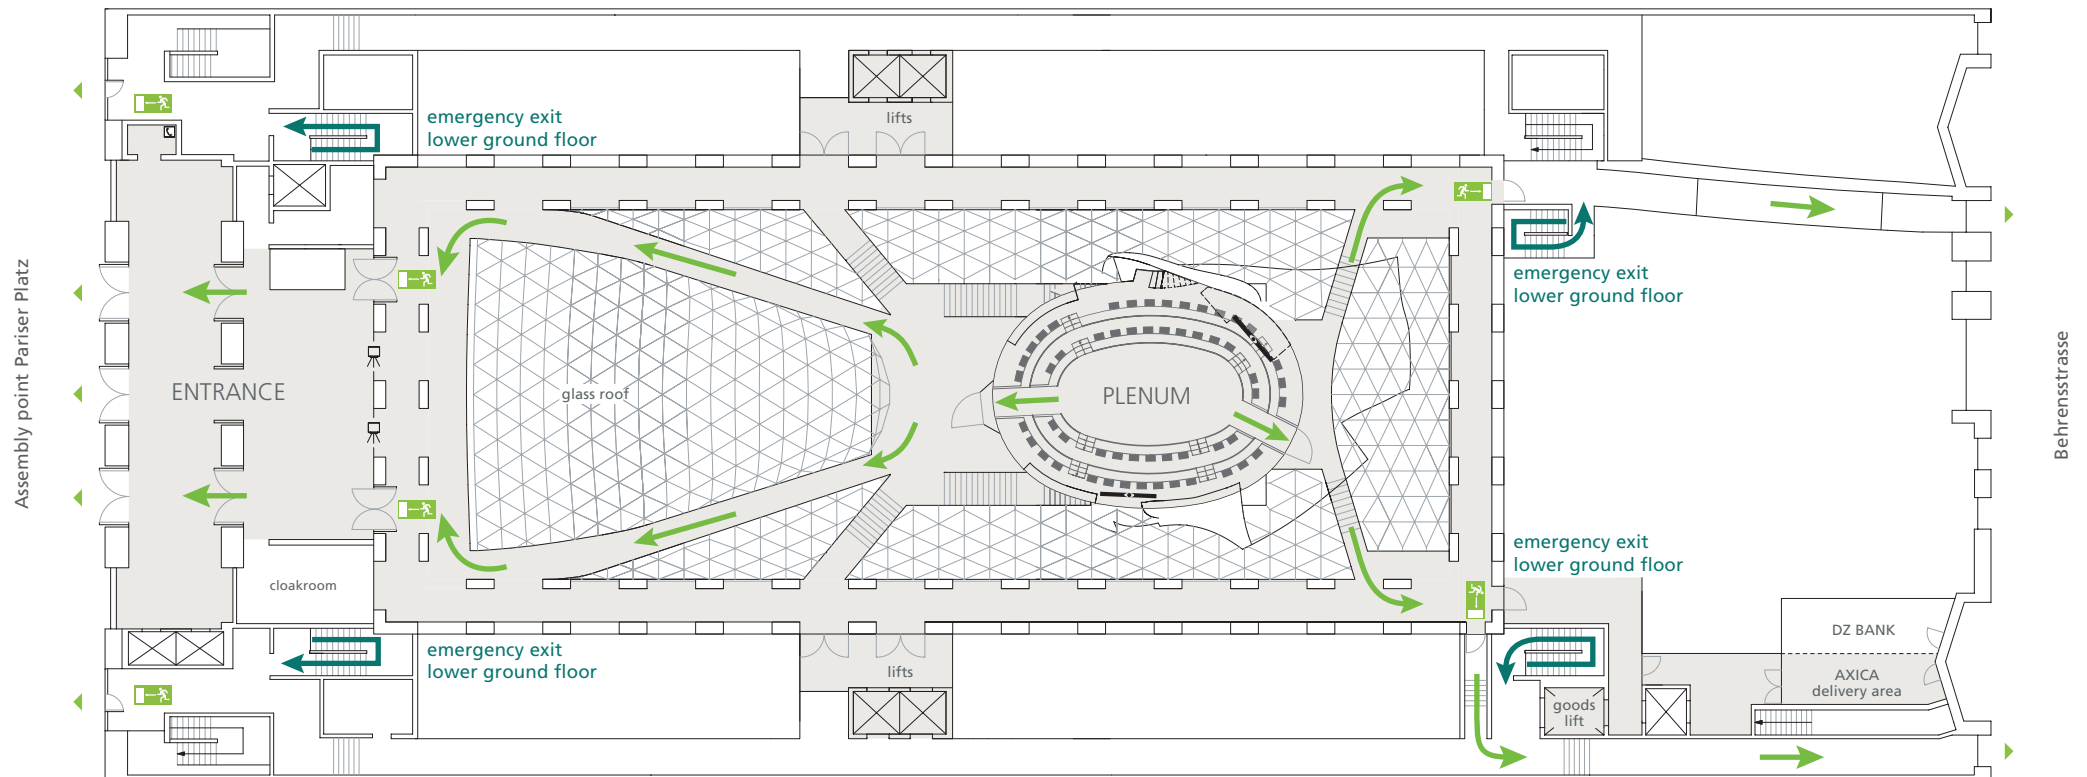 lifts
emergency exit
lower ground floor
emergency exit
lower ground floor
Assembly point Pariser Platz
ENTRANCE
glass roof
PLENUM
Behrensstrasse
emergency exit
lower ground floor
cloakroom
emergency exit
lower ground floor
lifts
DZ BANK
AXICA
delivery area
goods
lift